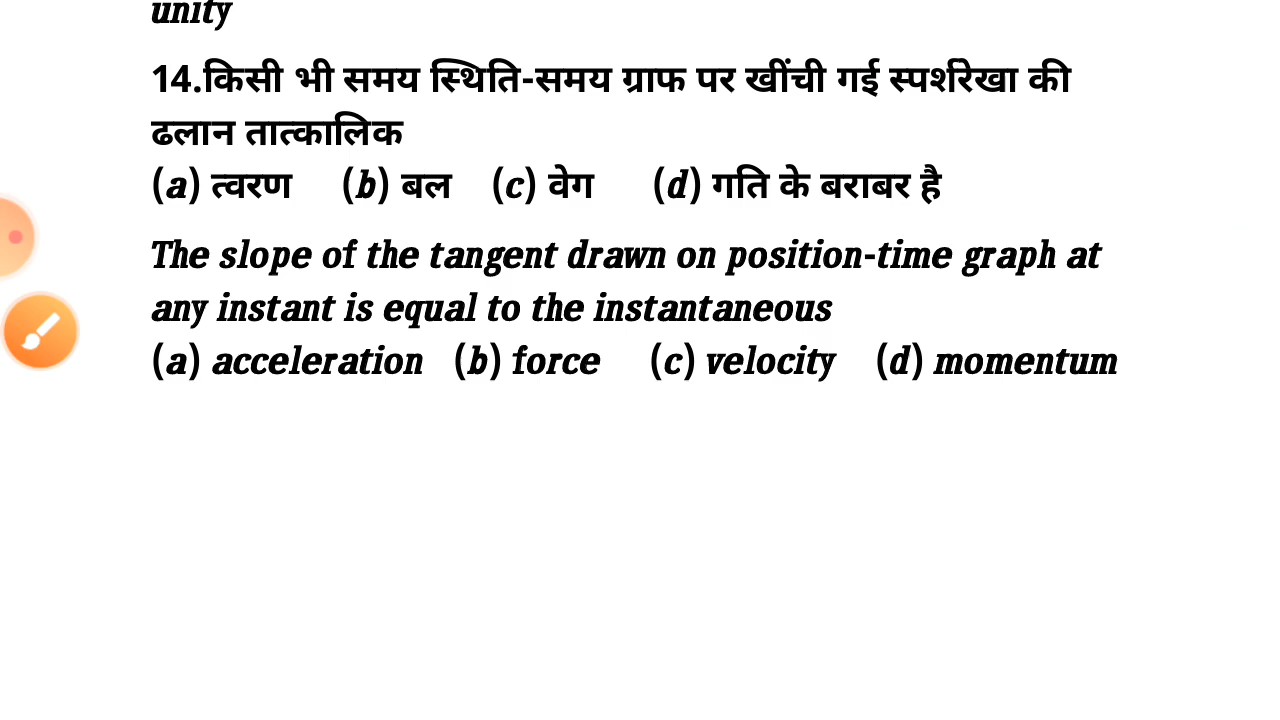 unity
14.किसी भी समय स्थिति-समय ग्राफ पर खींची गई स्पर्शरेखा की
ढलान तात्कालिक
(a) त्वरण (b) बल (c) वेग (d) गति के बराबर है
The slope of the tangent drawn on position-time graph at
any instant is equal to the instantaneous
(a) acceleration (b) force (c) velocity (d) momentum